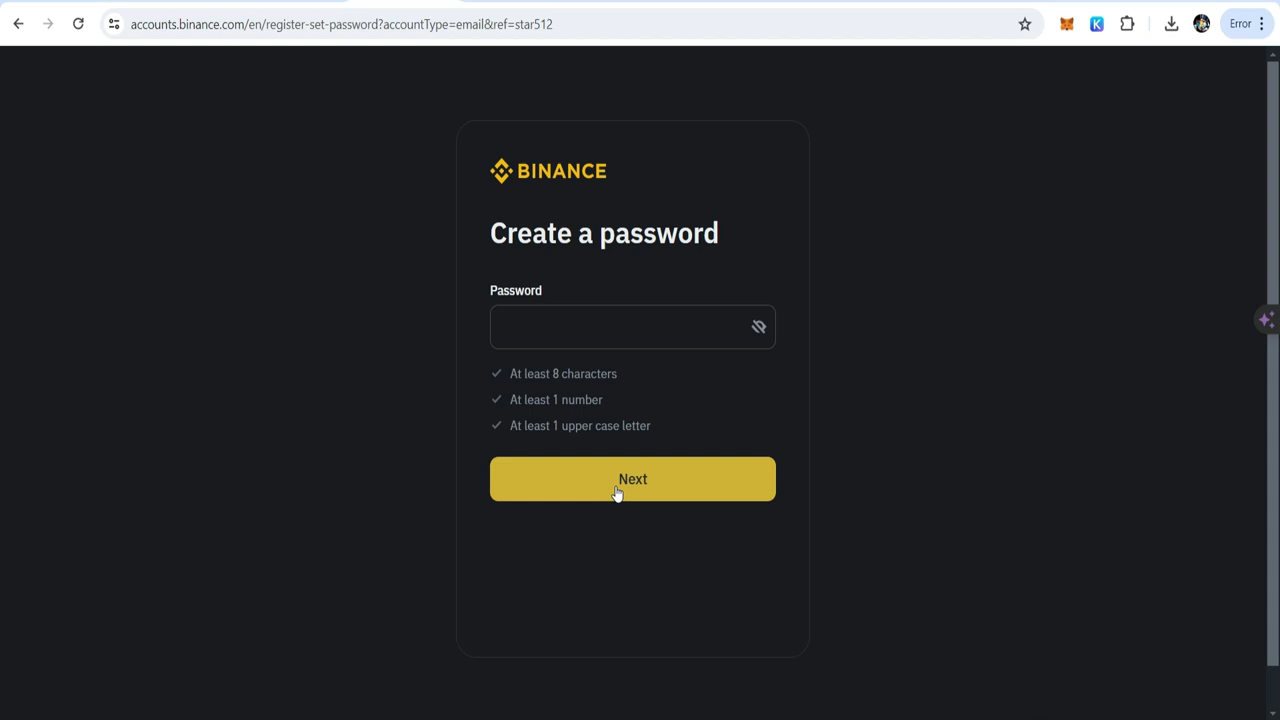 accounts.binance.com/en/register-set-password?accountType=email&ref=star512
Error
BINANCE
Create a password
Password
At least 8 characters
At least 1 number
At least 1 upper case letter
Next